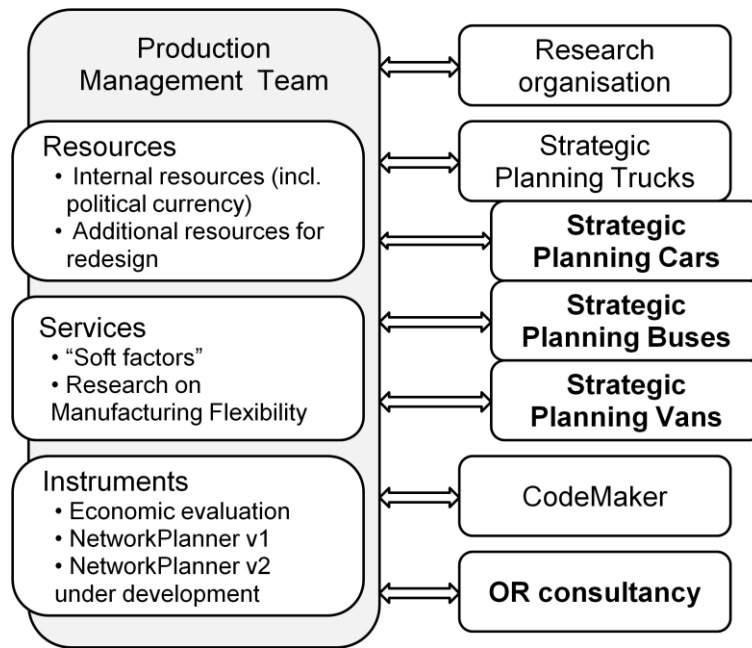 Production
Management Team
Resources
• Internal resources (incl.
political currency)
• Additional resources for
redesign
Services
• “Soft factors”
• Research on
Manufacturing Flexibility
Instruments
• Economic evaluation
• NetworkPlanner v1
• NetworkPlanner v2
under development
Research
organisation
Strategic
Planning Trucks
Strategic
Planning Cars
Strategic
Planning Buses
Strategic
Planning Vans
CodeMaker
OR consultancy